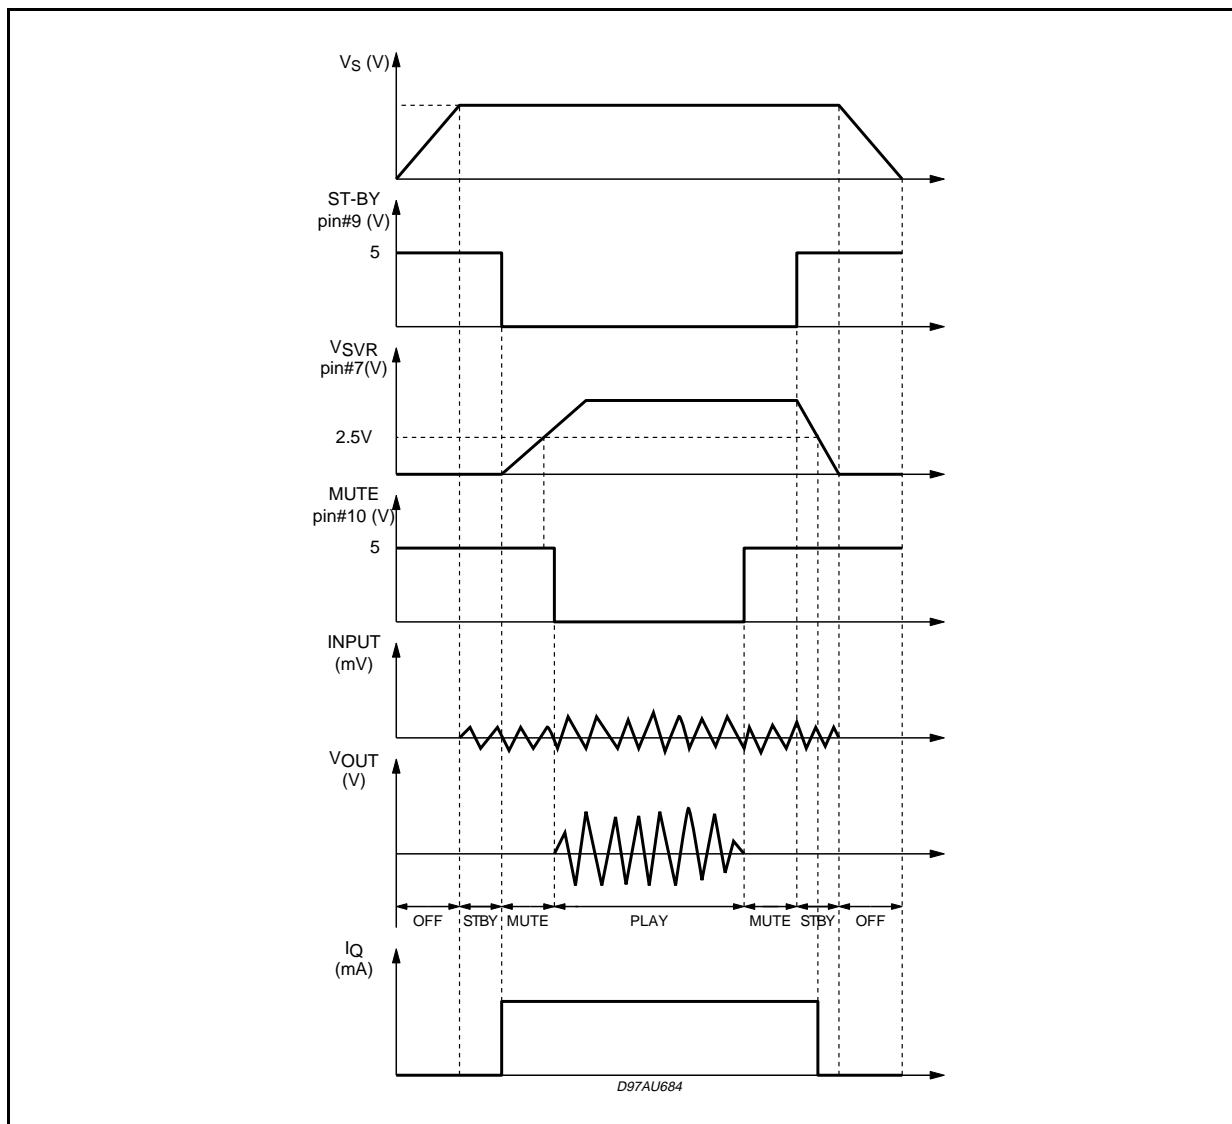 VS (V)
ST-BY
pin#9 (V)
5
VSVR
pin#7(V)
2.5V
MUTE
pin#10 (V)
5
INPUT
(mV)
VOUT
(V)
OFF STBY MUTE PLAY MUTE STBY OFF
IQ
(mA)
D97AU684